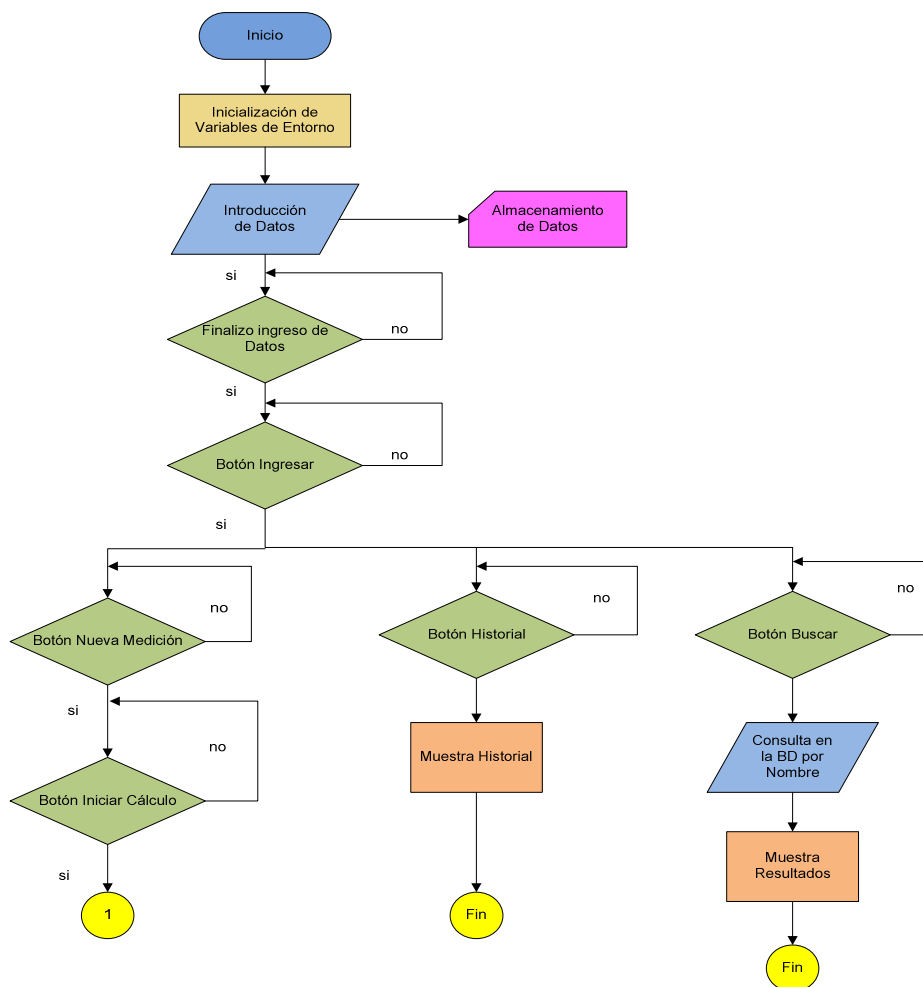 Inicio
Inicialización de
Variables de Entorno
Introducción
de Datos
Almacenamiento
de Datos
si
Finalizo ingreso de
Datos
no
si
Botón Ingresar
no
si
Botón Nueva Medición
no
Botón Historial
no
Botón Buscar
no
si
Botón Iniciar Cálculo
no
Muestra Historial
Consulta en
la BD por
Nombre
Muestra
Resultados
si
1
Fin
Fin